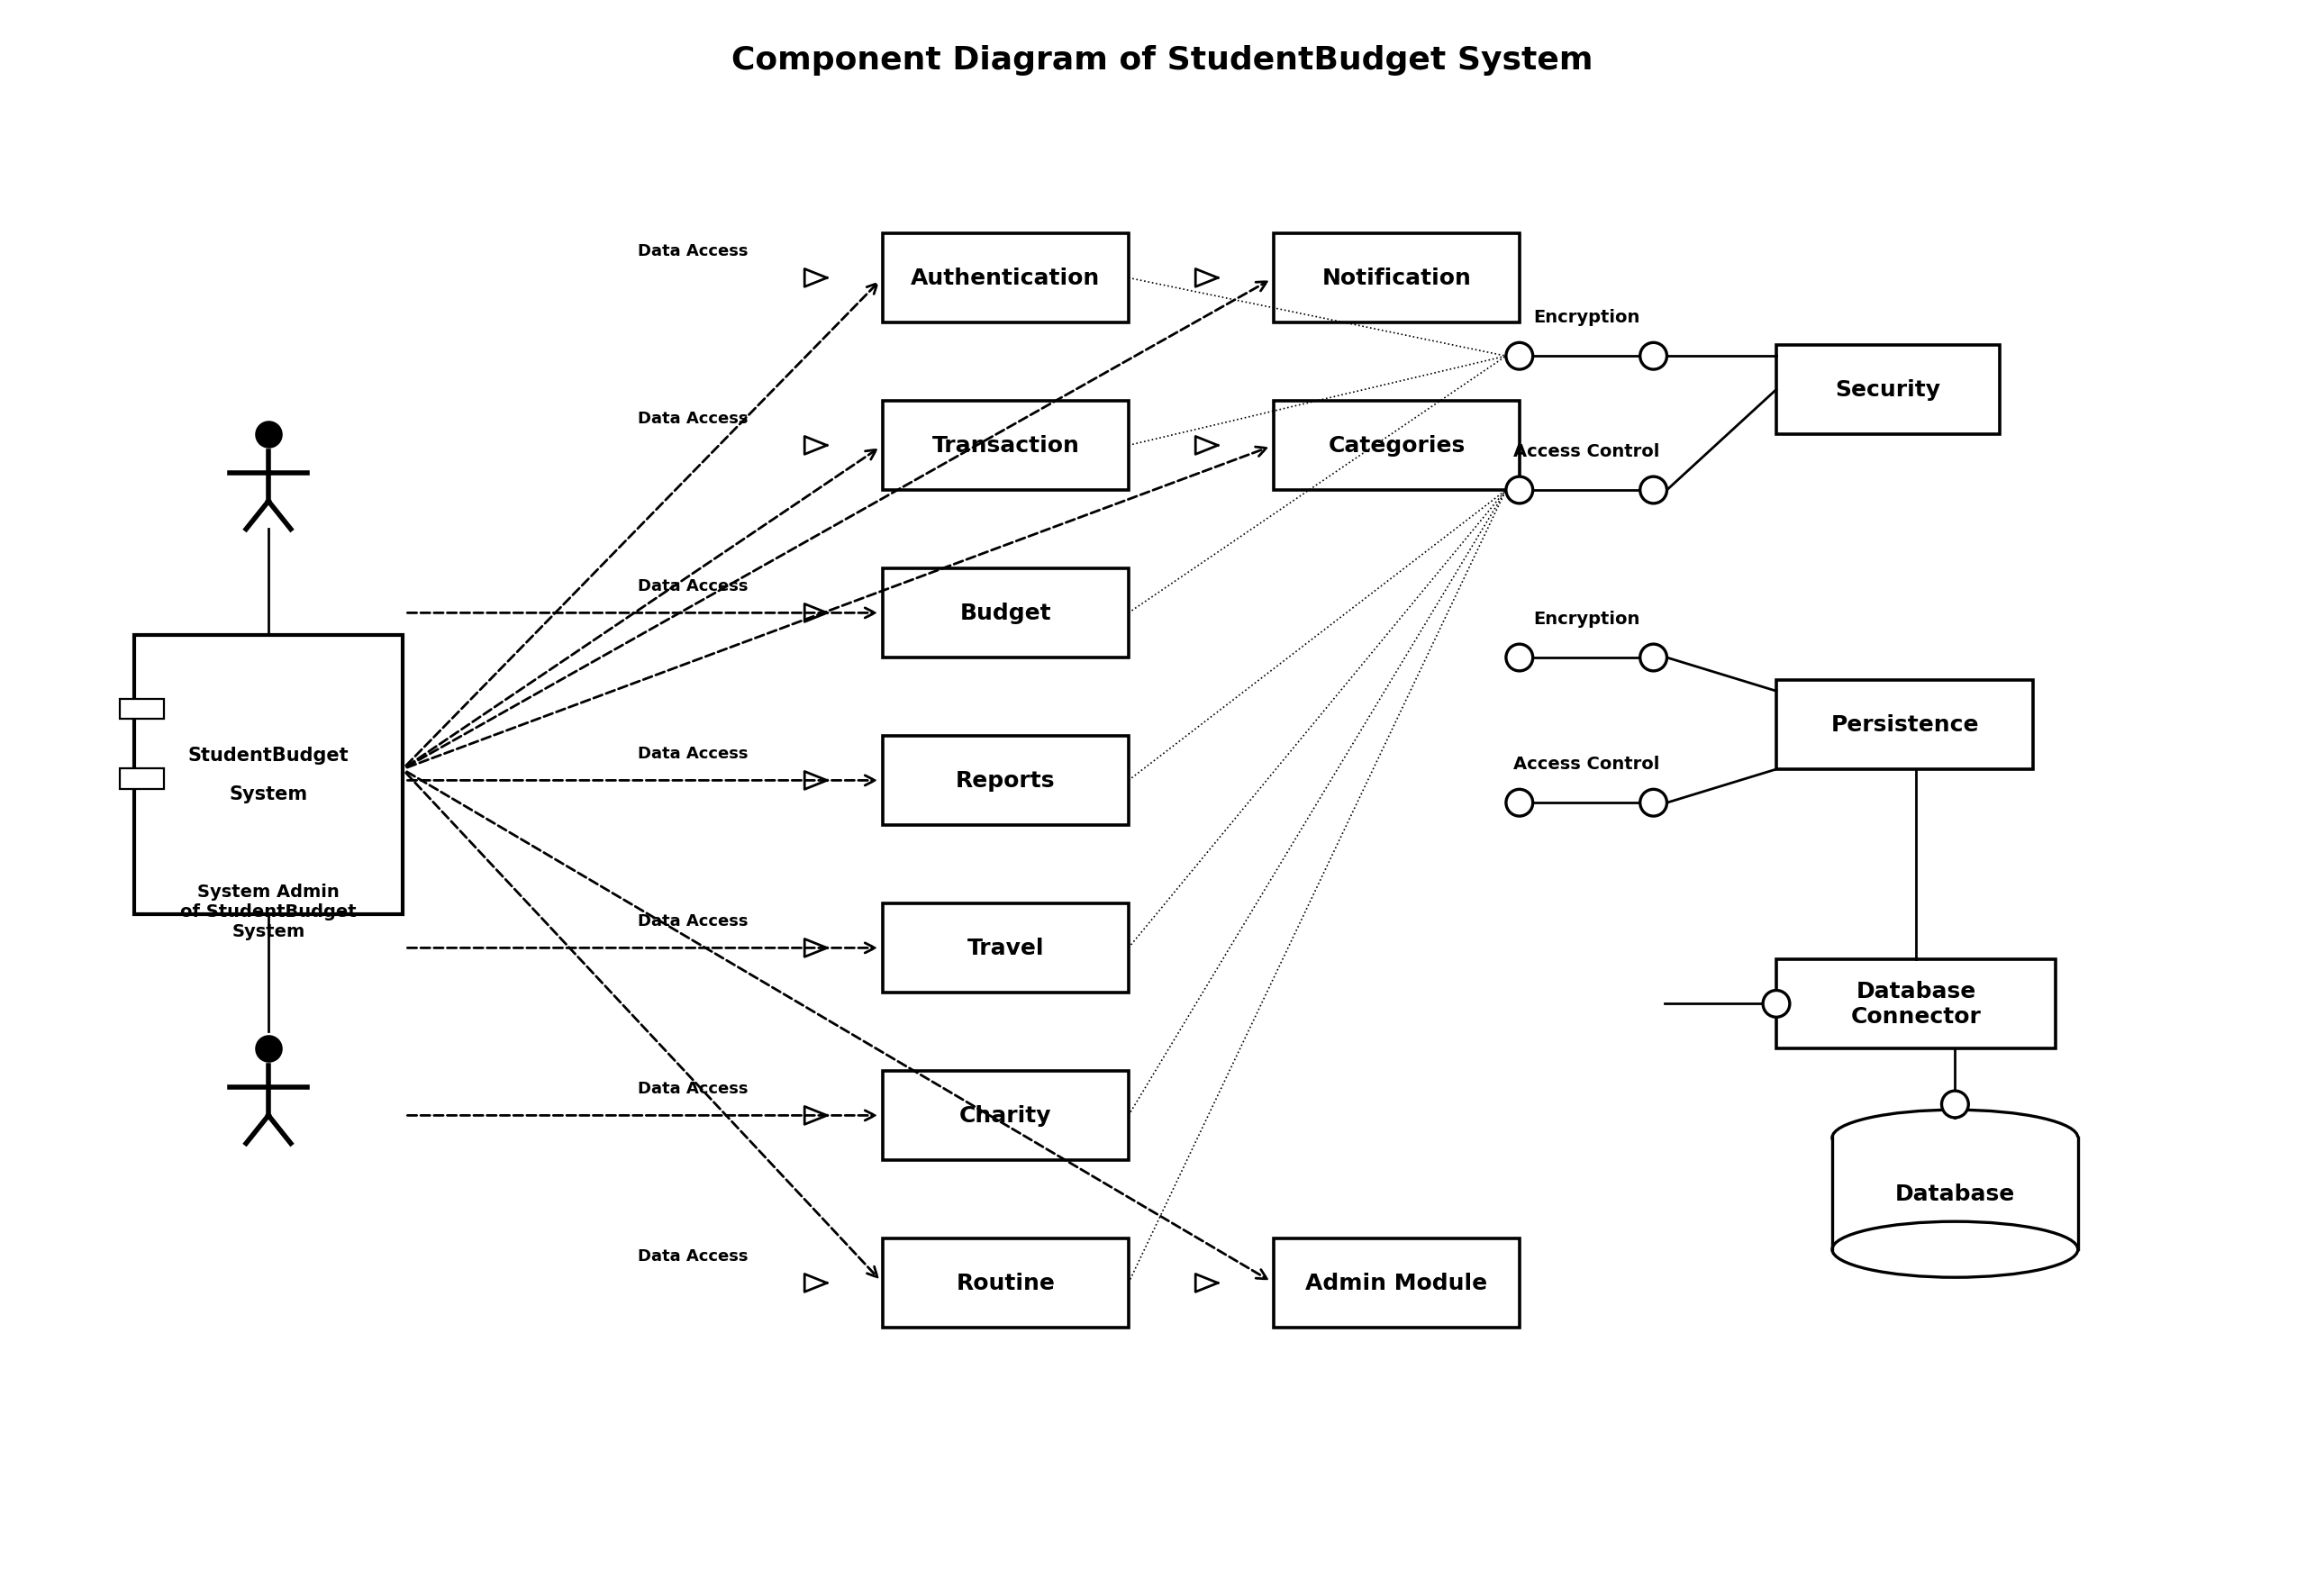 Component Diagram of StudentBudget System
Data Access
Authentication
Notification
Encryption
Security
Data Access
Transaction
Categories
Access Control
Data Access
Budget
Encryption
StudentBudget
System
Data Access
Reports
Persistence
Access Control
System Admin
of StudentBudget
System
Data Access
Travel
Database
Connector
Data Access
Charity
Database
Data Access
Routine
Admin Module